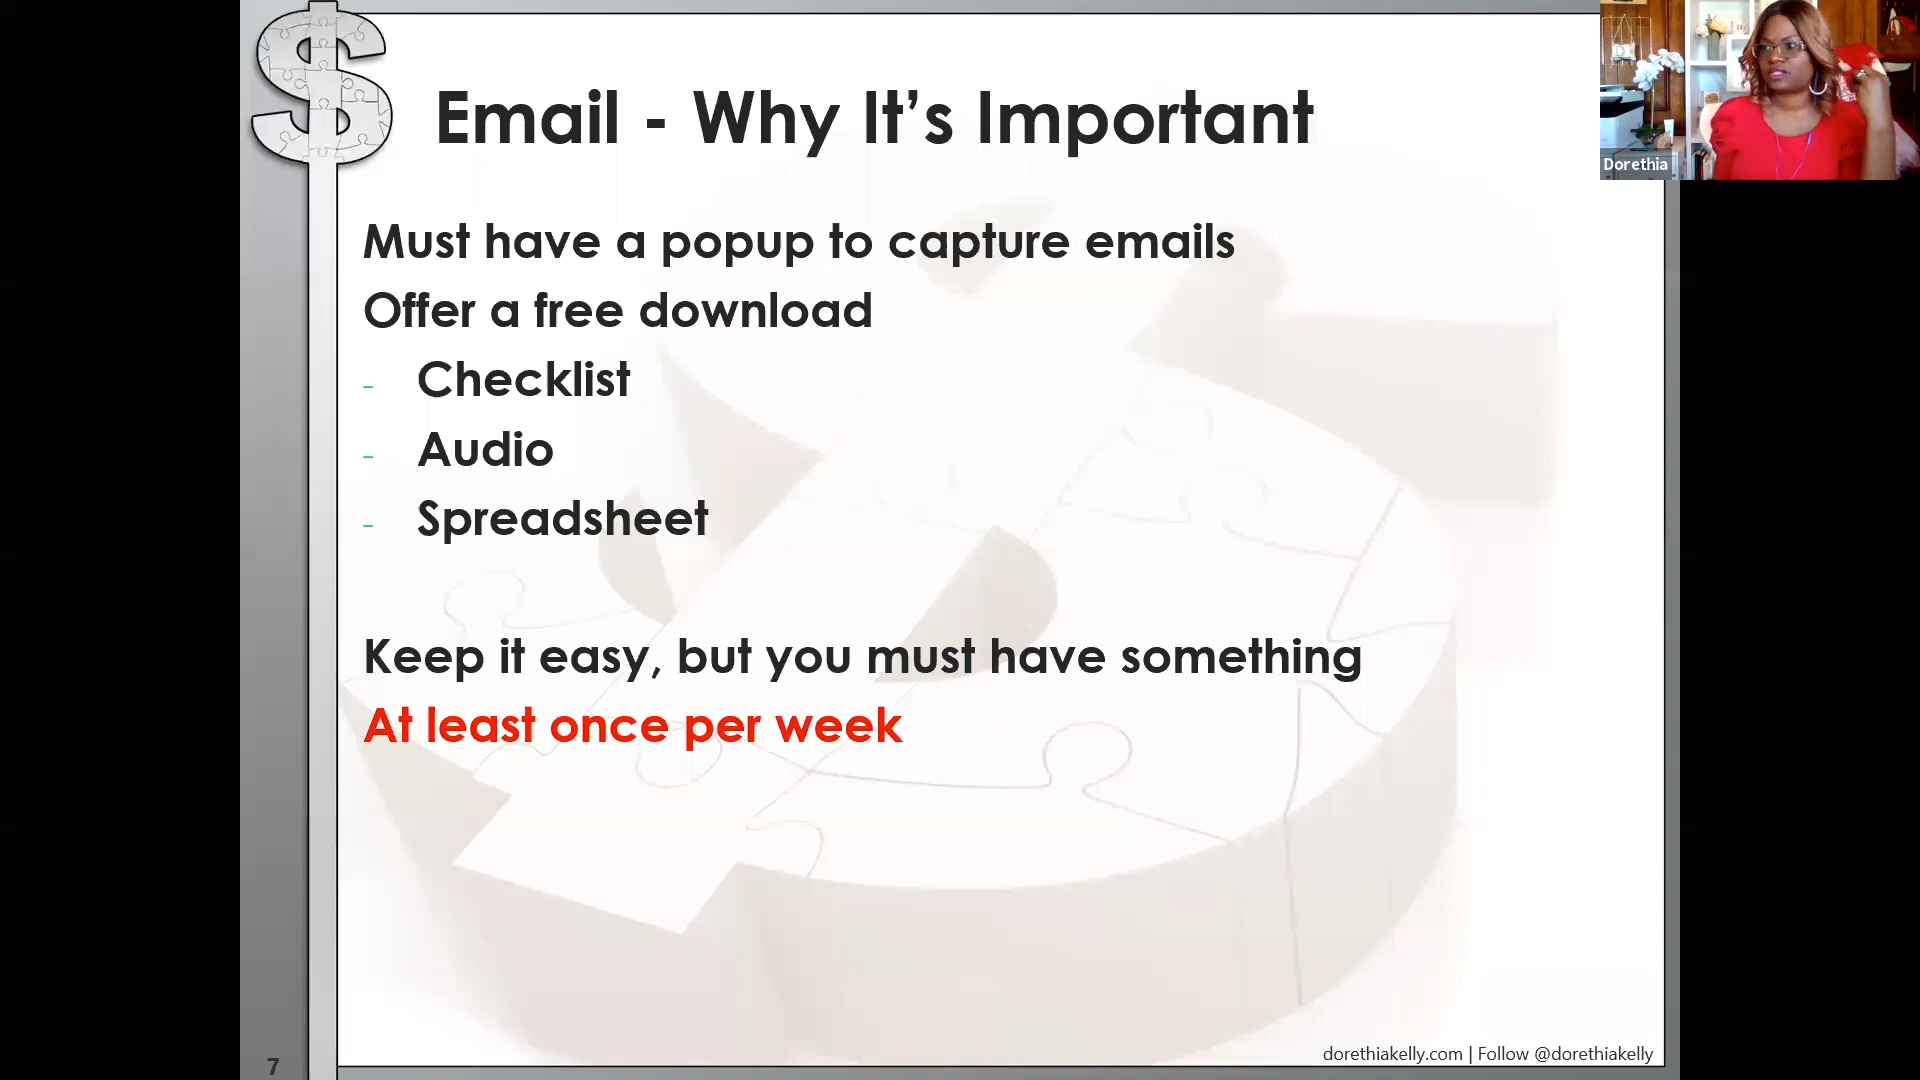 Email - Why It’s Important
Dorethia
Must have a popup to capture emails
Offer a free download
- Checklist
- Audio
- Spreadsheet
Keep it easy, but you must have something
At least once per week
dorethiakelly.com | Follow @dorethiakelly
7